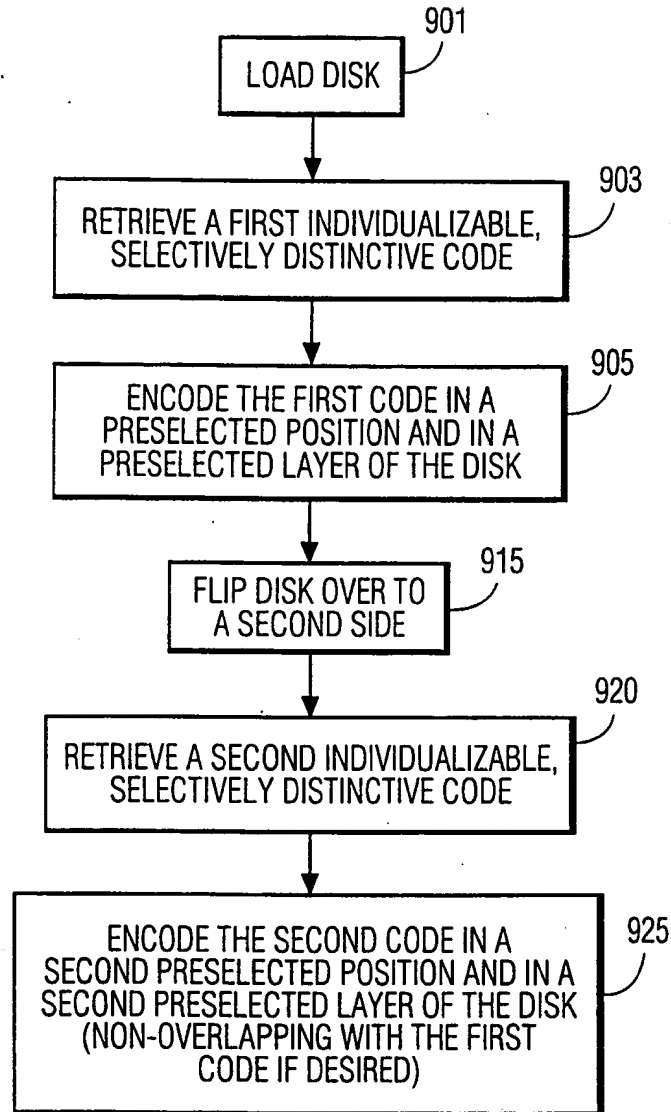 901
LOAD DISK
903
RETRIEVE A FIRST INDIVIDUALIZABLE,
SELECTIVELY DISTINCTIVE CODE
905
ENCODE THE FIRST CODE IN A
PRESELECTED POSITION AND IN A
PRESELECTED LAYER OF THE DISK
915
FLIP DISK OVER TO
A SECOND SIDE
920
RETRIEVE A SECOND INDIVIDUALIZABLE,
SELECTIVELY DISTINCTIVE CODE
925
ENCODE THE SECOND CODE IN A
SECOND PRESELECTED POSITION AND IN A
SECOND PRESELECTED LAYER OF THE DISK
(NON-OVERLAPPING WITH THE FIRST
CODE IF DESIRED)